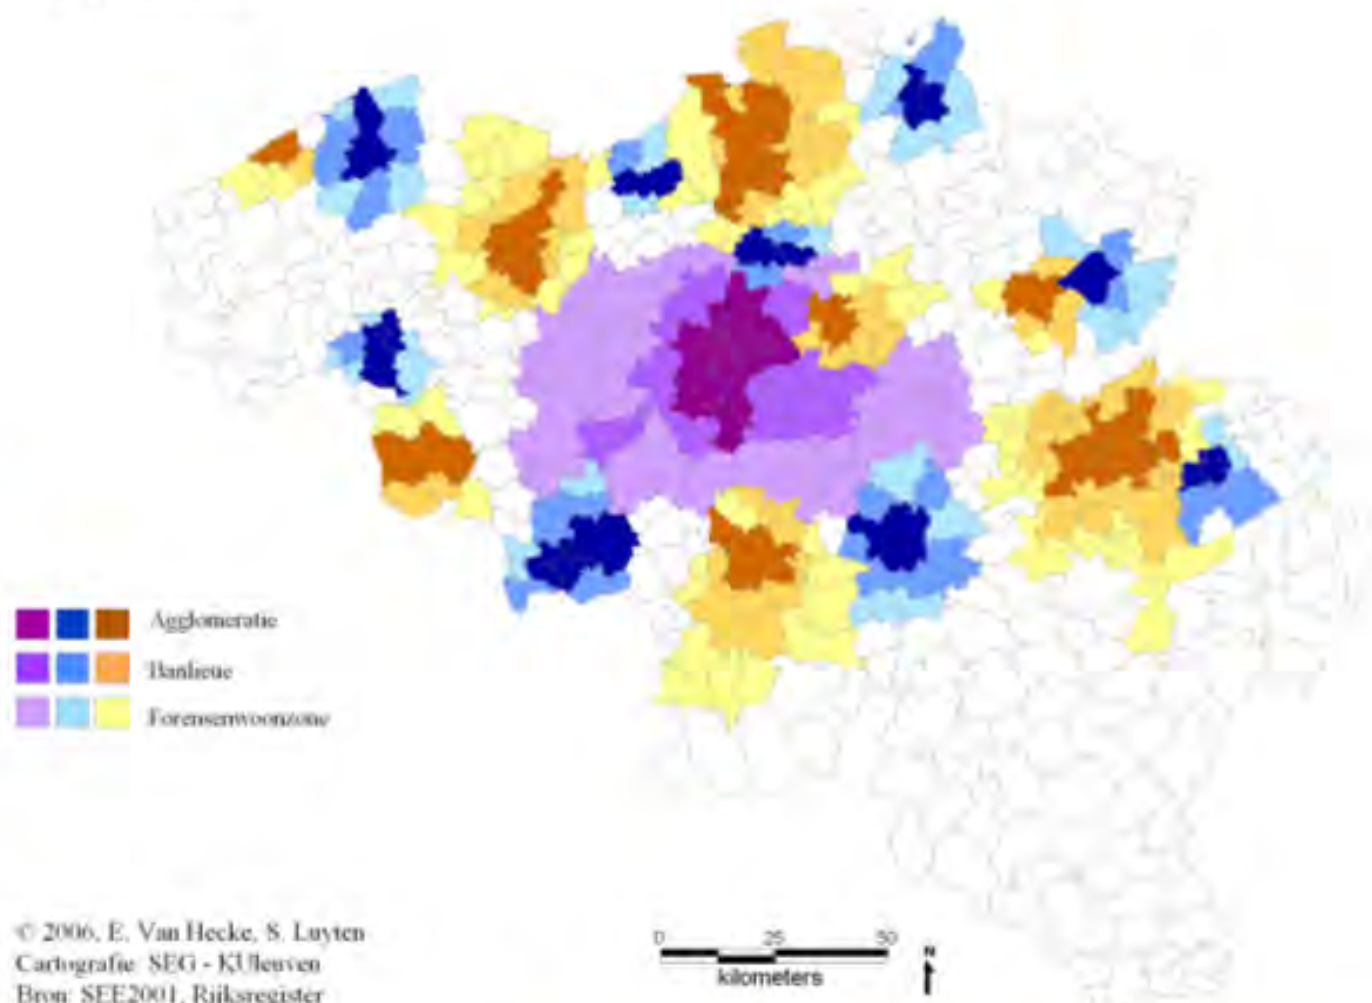 Agglomeratie
Banlieue
Forensenwoonzone
© 2006, E. Van Hecke, S. Luyten
Cartografie: SEG - KULeuven
Bron: SEE2001, Rijksregister
0 25 50
kilometers
N